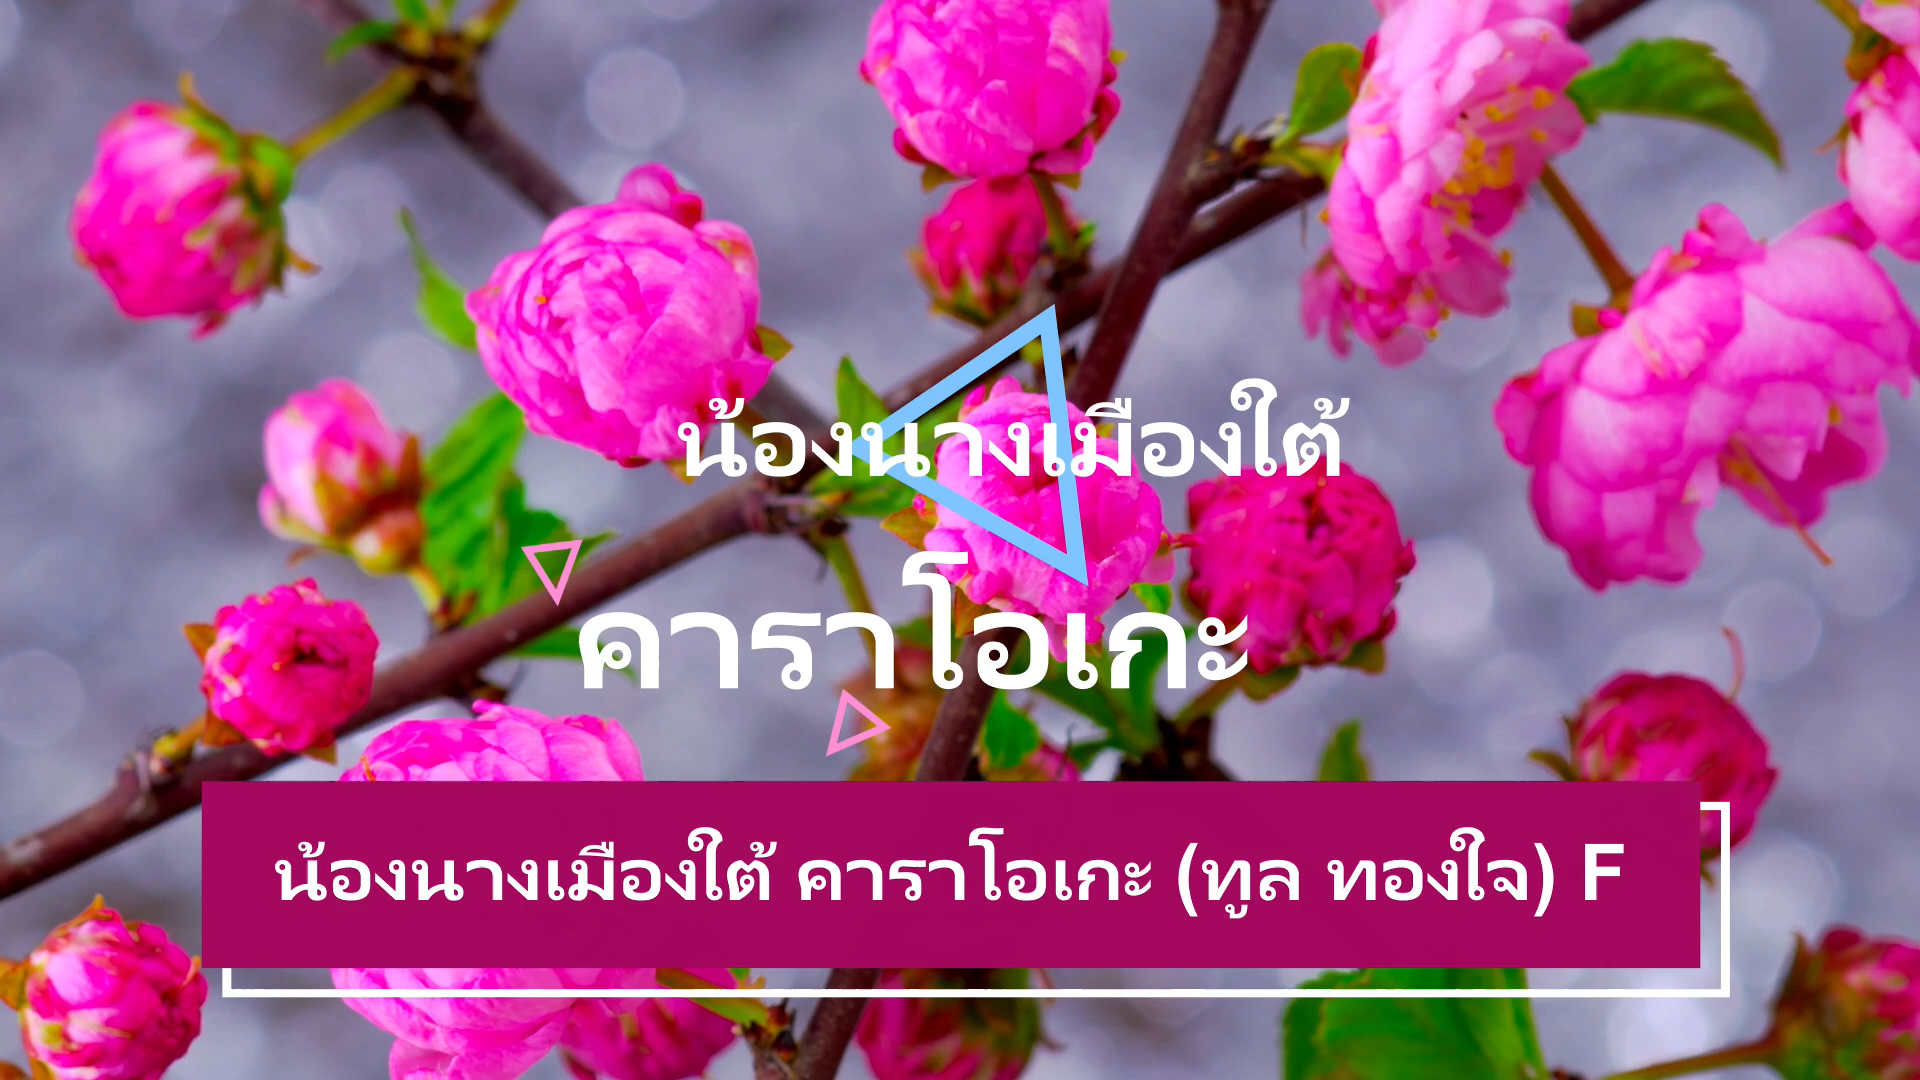 น้องนางเมืองใต้
คาราโอเกะ
น้องนางเมืองใต้ คาราโอเกะ (ทูล ทองใจ) F